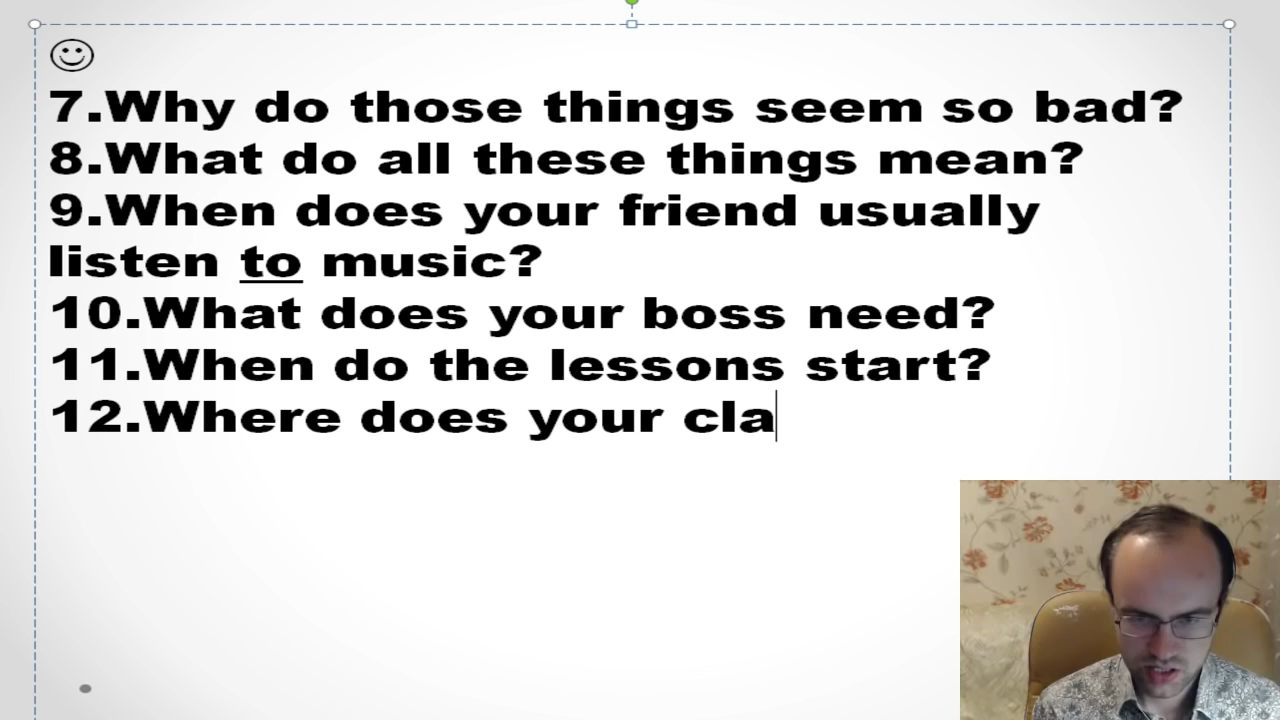 7.Why do those things seem so bad?
8.What do all these things mean?
9.When does your friend usually
listen to music?
10.What does your boss need?
11.When do the lessons start?
12.Where does your cla